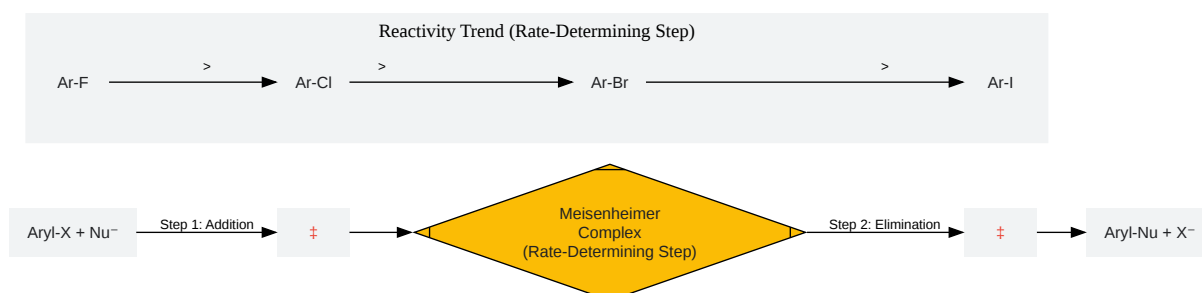 Reactivity Trend (Rate-Determining Step)
Ar-F > Ar-Cl > Ar-Br > Ar-I
Aryl-X + Nu⁻
Step 1: Addition
‡
Meisenheimer
Complex
(Rate-Determining Step)
Step 2: Elimination
‡
Aryl-Nu + X⁻